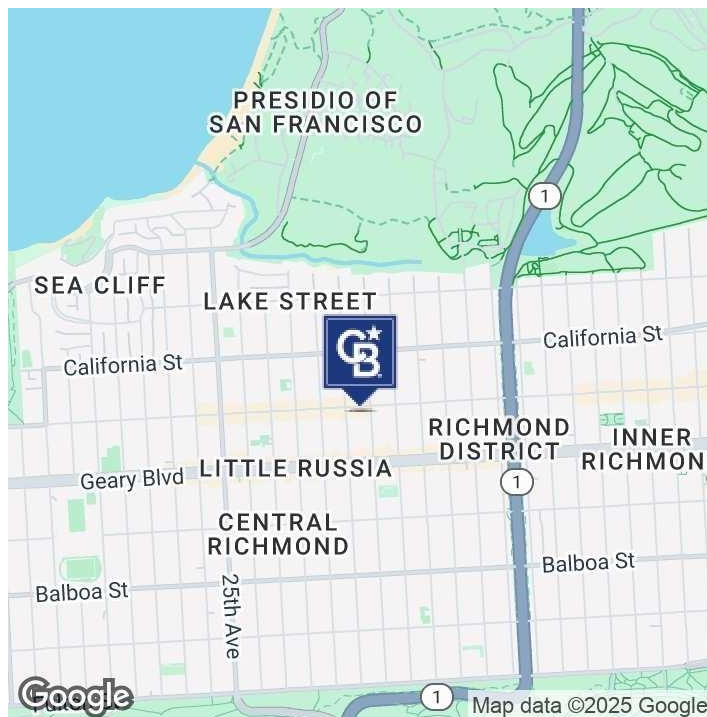 PRESIDIO OF
SAN FRANCISCO
1
SEA CLIFF
LAKE STREET
California St
California St
CB
RICHMOND
DISTRICT
INNER
RICHMON
LITTLE RUSSIA
Geary Blvd
1
CENTRAL
RICHMOND
Balboa St
Balboa St
25th Ave
Google
1
Map data ©2025 Google